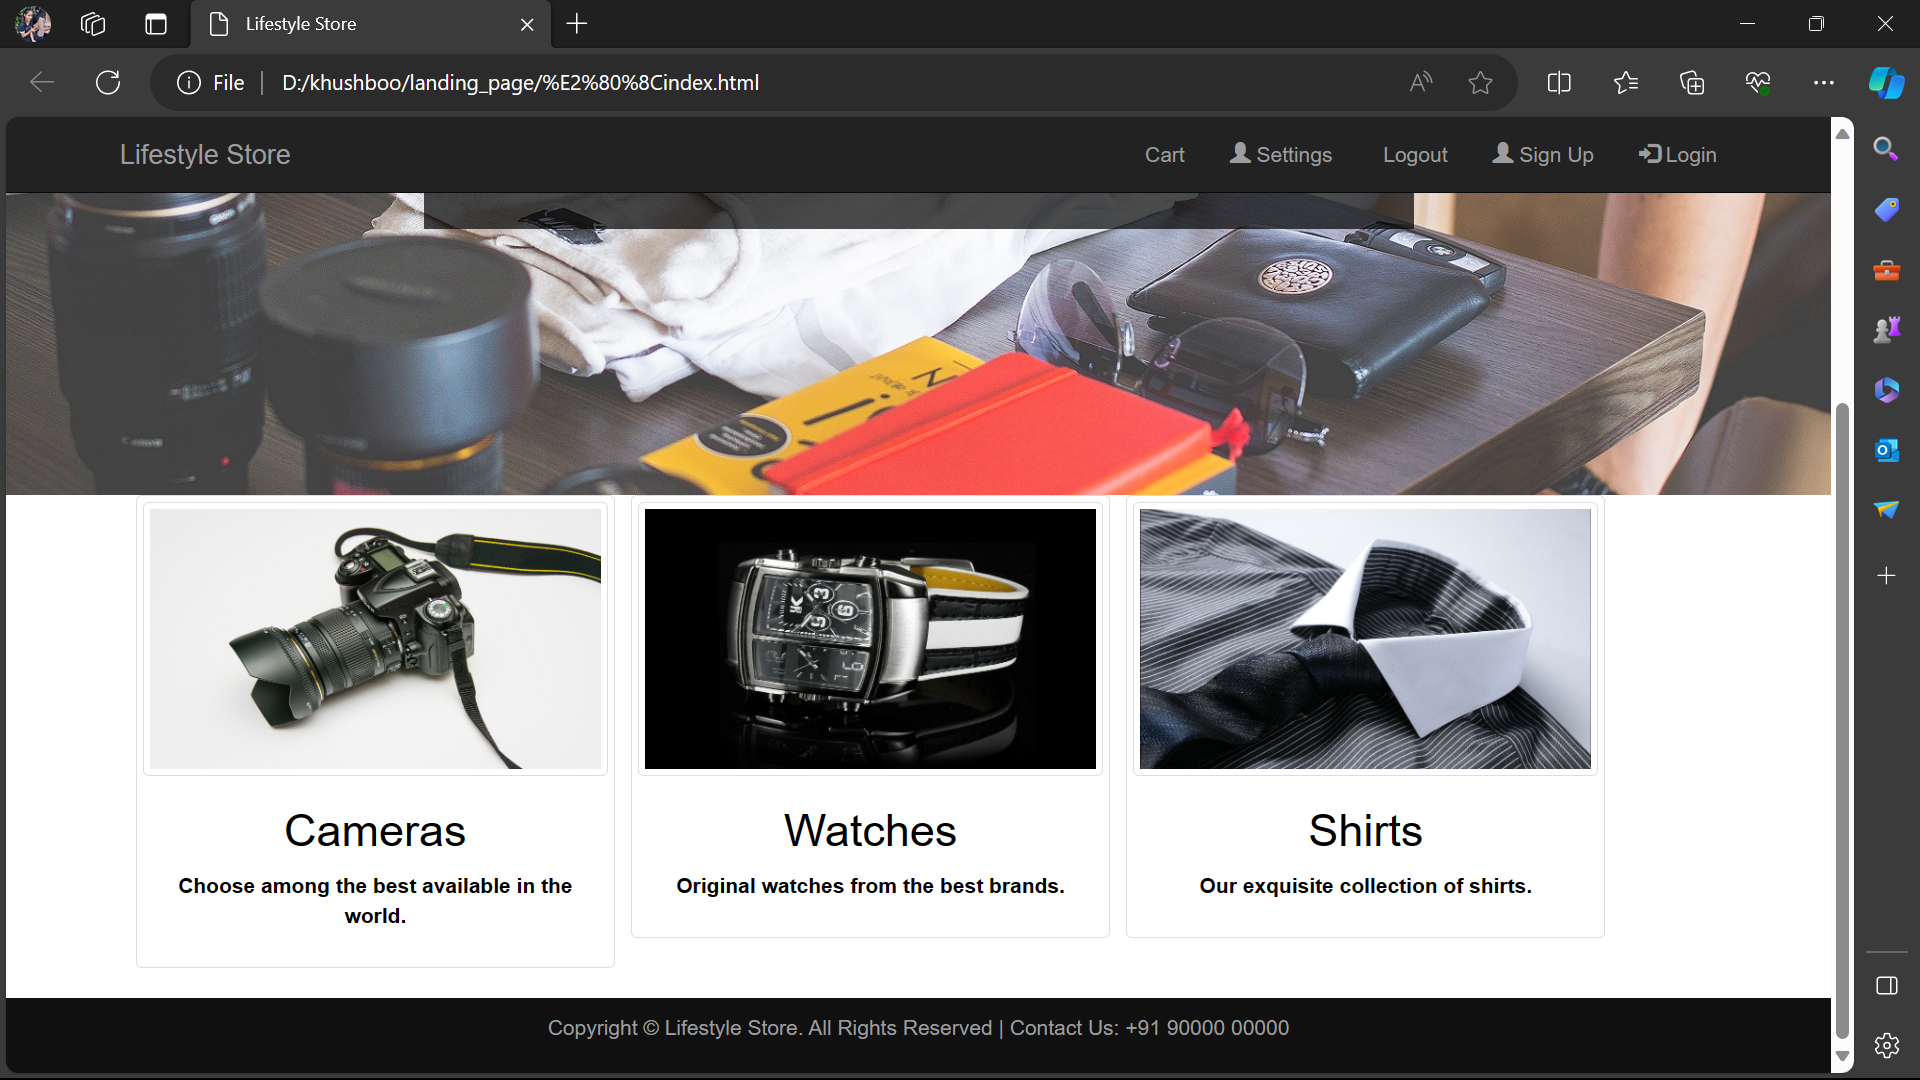 Lifestyle Store
File
D:/khushboo/landing_page/%E2%80%8Cindex.html
Lifestyle Store
Cart
Settings
Logout
Sign Up
Login
Cameras
Choose among the best available in the
world.
Watches
Original watches from the best brands.
Shirts
Our exquisite collection of shirts.
Copyright © Lifestyle Store. All Rights Reserved | Contact Us: +91 90000 00000